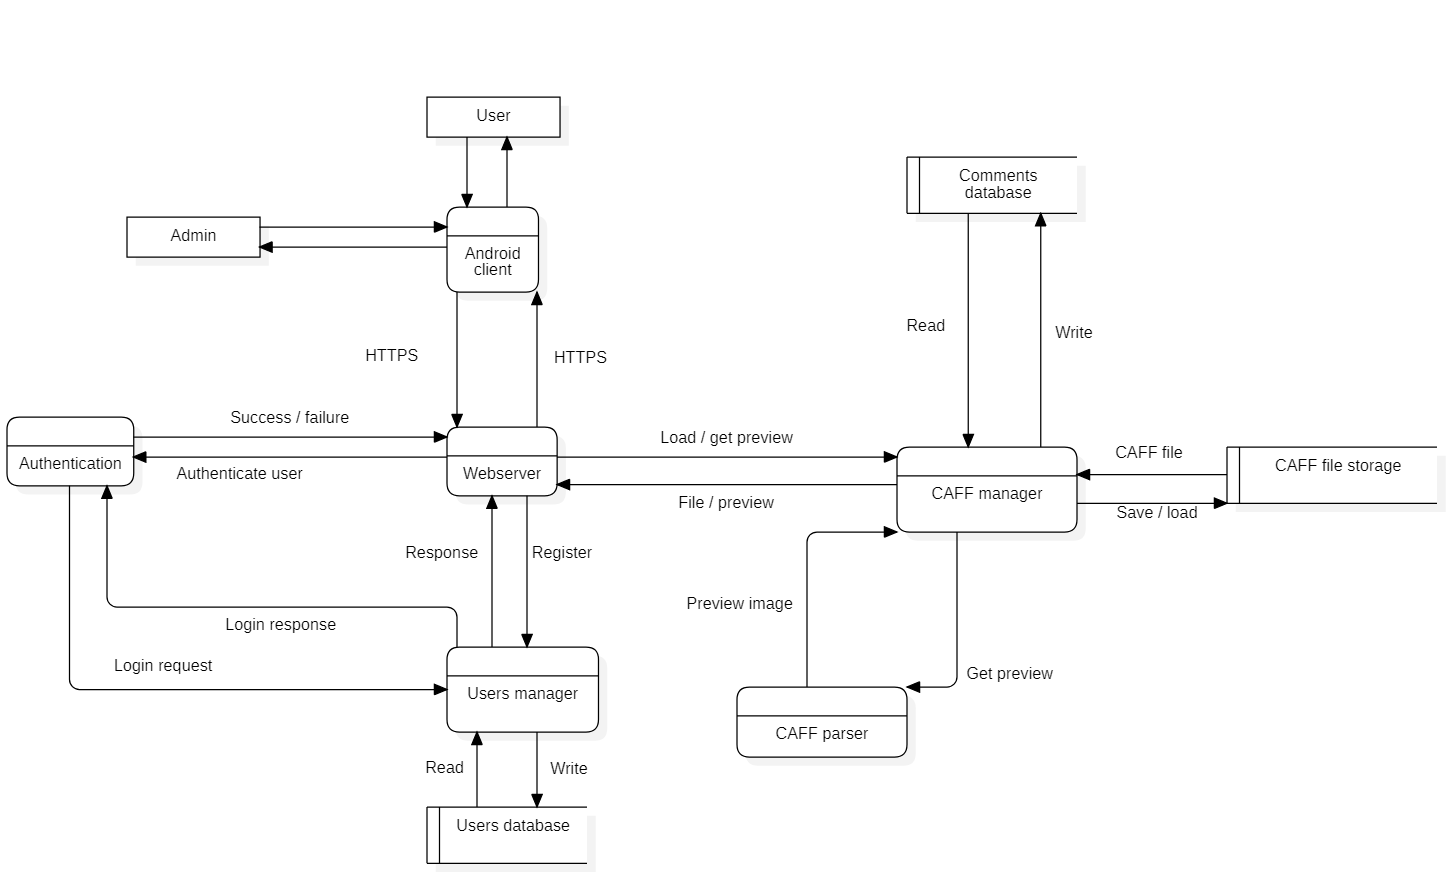 User
Comments
database
Admin
Android
client
Read
Write
HTTPS
HTTPS
Success / failure
Load / get preview
CAFF file
CAFF file storage
Authentication
Authenticate user
Webserver
File / preview
CAFF manager
Save / load
Response
Register
Preview image
Login response
Login request
Get preview
Users manager
CAFF parser
Read
Write
Users database